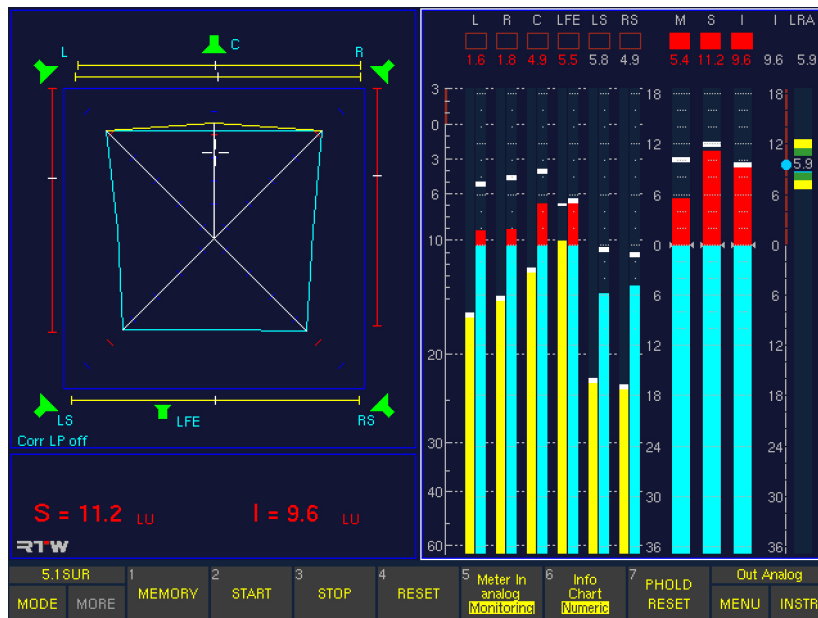 L C R
LS LFE RS
Corr LP off
S = 11.2 LU I = 9.6 LU
RTW
L R C LFE LS RS M S I I LRA
1.6 1.8 4.9 5.5 5.8 4.9 5.4 11.2 9.6 9.6 5.9
3 18 18
0
12 12
3 5.9
6 6 6
10 0 0
6 6
12 12
20
18 18
30 24 24
40 30 30
60 36 36
5.1SUR 1 2 3 4 5 Meter In 6 Info 7 Out Analog
MODE MORE MEMORY START STOP RESET analog Chart PHOLD MENU INSTR
Monitoring Numeric RESET